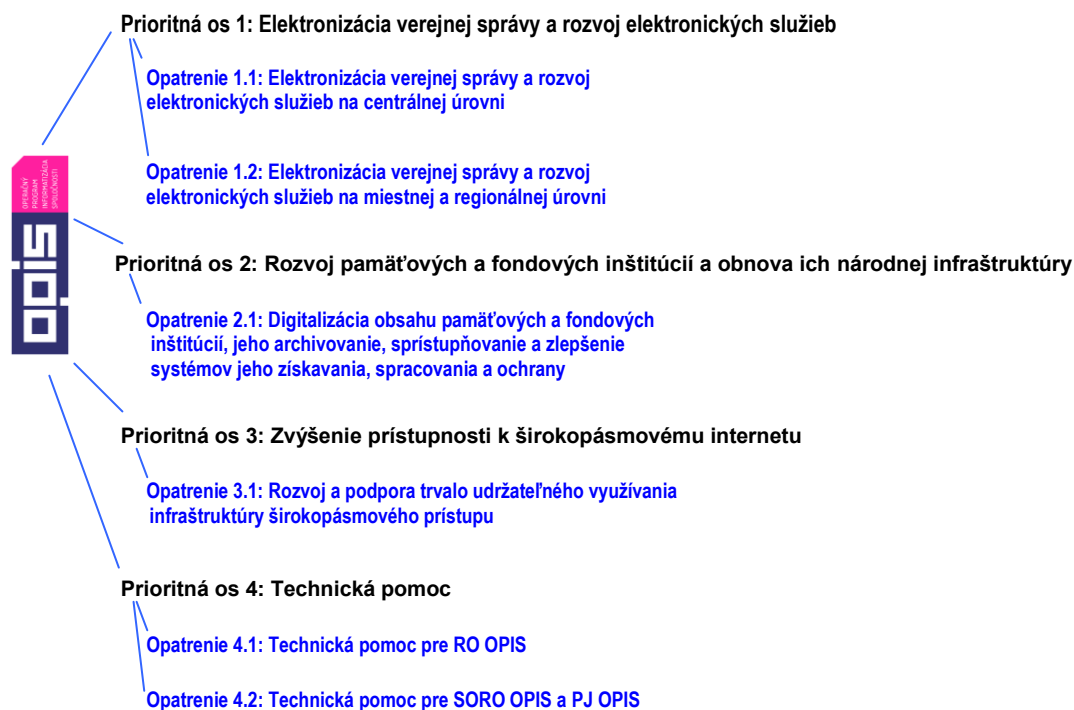 Prioritná os 1: Elektronizácia verejnej správy a rozvoj elektronických služieb
Opatrenie 1.1: Elektronizácia verejnej správy a rozvoj
elektronických služieb na centrálnej úrovni
Opatrenie 1.2: Elektronizácia verejnej správy a rozvoj
elektronických služieb na miestnej a regionálnej úrovni
OPERAČNÝ
PROGRAM
INFORMATIZÁCIA
SPOLOČNOSTI
opis
Prioritná os 2: Rozvoj pamäťových a fondových inštitúcií a obnova ich národnej infraštruktúry
Opatrenie 2.1: Digitalizácia obsahu pamäťových a fondových
inštitúcií, jeho archivovanie, sprístupňovanie a zlepšenie
systémov jeho získavania, spracovania a ochrany
Prioritná os 3: Zvýšenie prístupnosti k širokopásmovému internetu
Opatrenie 3.1: Rozvoj a podpora trvalo udržateľného využívania
infraštruktúry širokopásmového prístupu
Prioritná os 4: Technická pomoc
Opatrenie 4.1: Technická pomoc pre RO OPIS
Opatrenie 4.2: Technická pomoc pre SORO OPIS a PJ OPIS